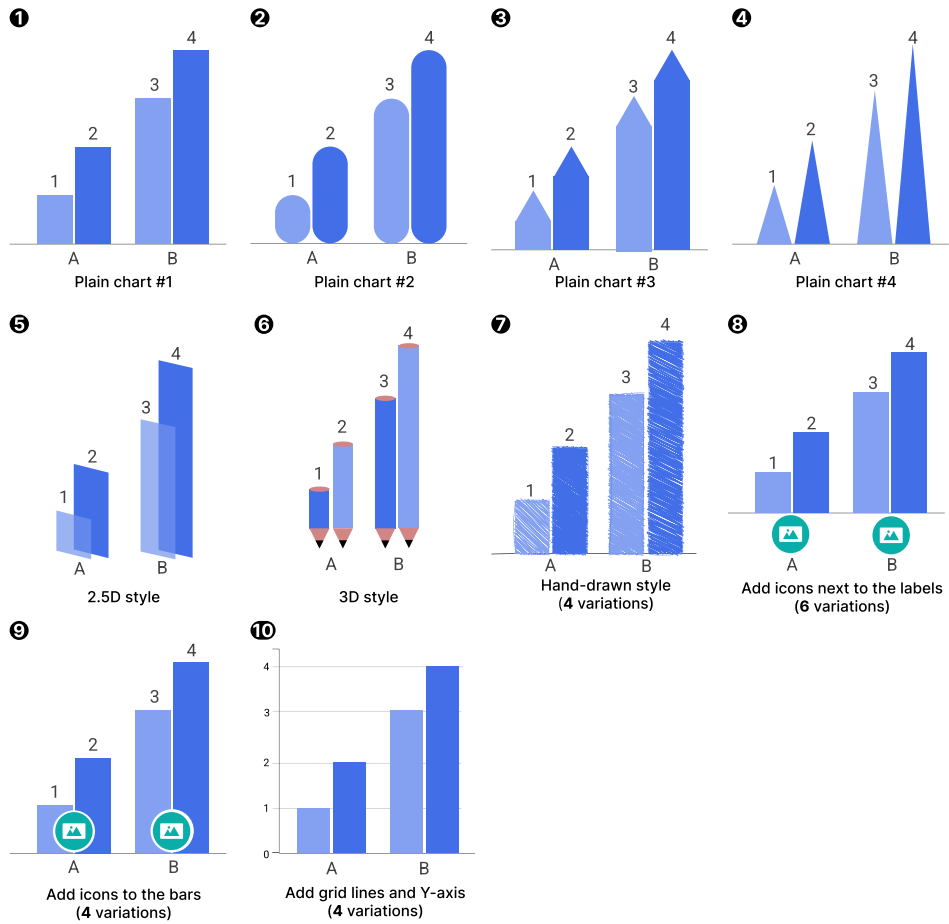 1
2
3
4
1
2
3
4
A B
Plain chart #1
1
2
3
4
A B
Plain chart #2
1
2
3
4
A B
Plain chart #3
1
2
3
4
A B
Plain chart #4
5
6
7
8
1
2
3
4
A B
2.5D style
1
2
3
4
A B
3D style
1
2
3
4
A B
Hand-drawn style
(4 variations)
1
2
3
4
A B
Add icons next to the labels
(6 variations)
9
10
1
2
3
4
A B
Add icons to the bars
(4 variations)
4
3
2
1
0
A B
Add grid lines and Y-axis
(4 variations)